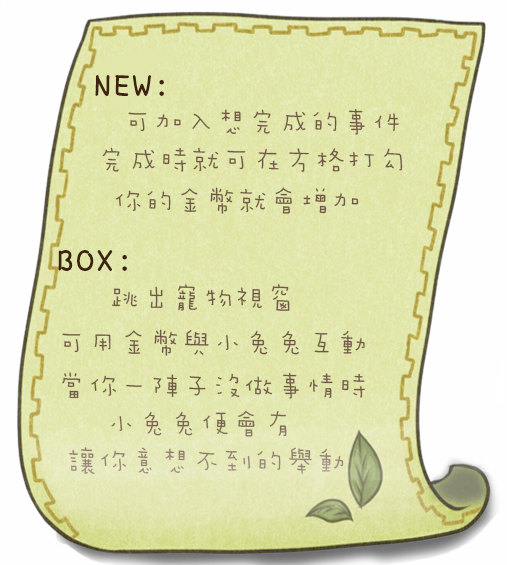 NEW:
可加入想完成的事件
完成時就可在方格打勾
你的金幣就會增加
BOX:
跳出寵物視窗
可用金幣與小兔兔互動
當你一陣子沒做事情時
小兔兔便會有
讓你意想不到的舉動